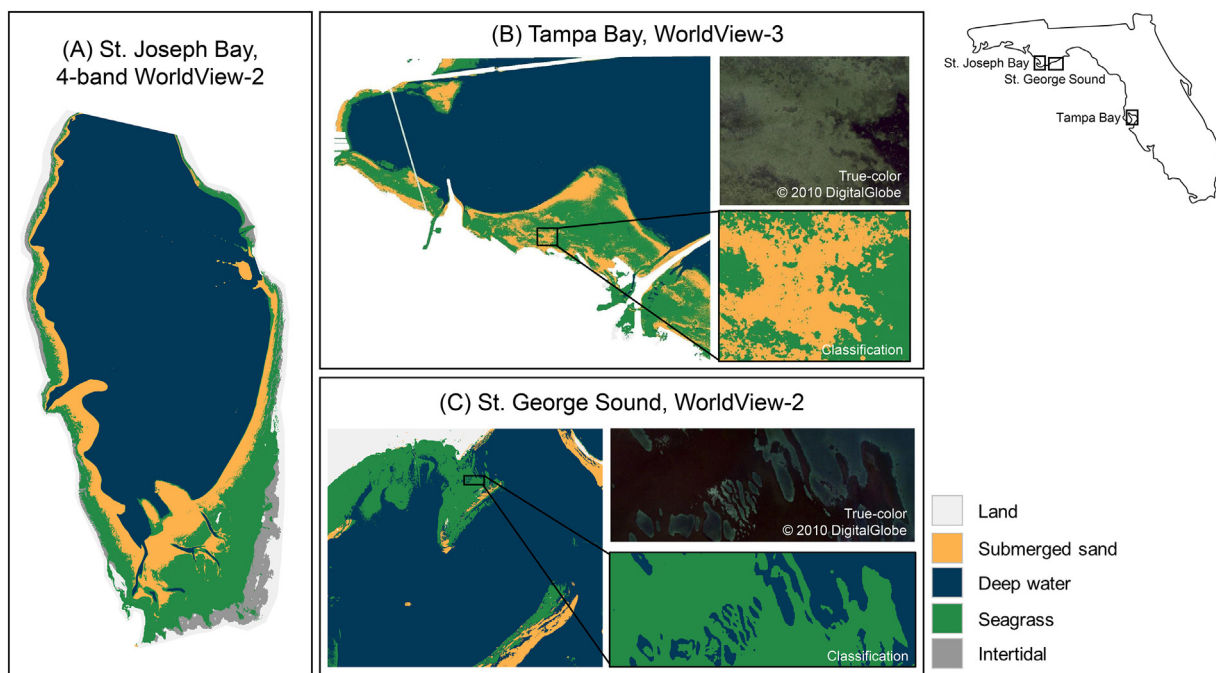 (A) St. Joseph Bay,
4-band WorldView-2
(B) Tampa Bay, WorldView-3
True-color
© 2010 DigitalGlobe
Classification
(C) St. George Sound, WorldView-2
True-color
© 2010 DigitalGlobe
Classification
St. Joseph Bay
St. George Sound
Tampa Bay
Land
Submerged sand
Deep water
Seagrass
Intertidal